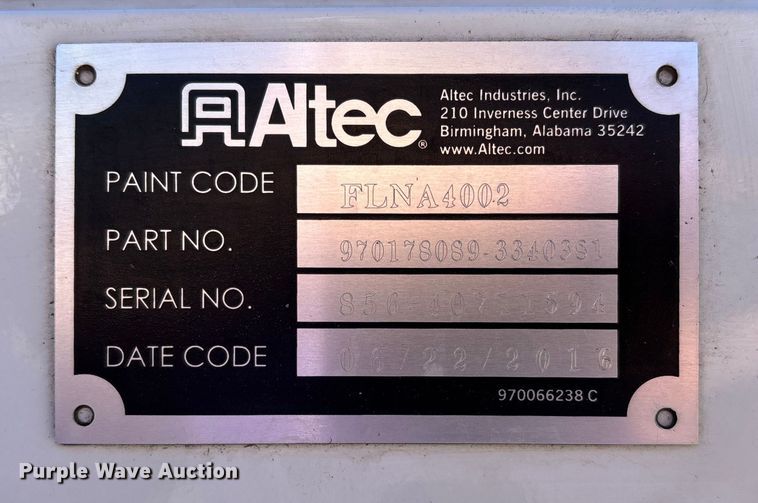 Altec®
Altec Industries, Inc.
210 Inverness Center Drive
Birmingham, Alabama 35242
www.Altec.com
PAINT CODE FLNA4002
PART NO. 970178089-3340381
SERIAL NO.
DATE CODE
970066238 C
Purple Wave Auction